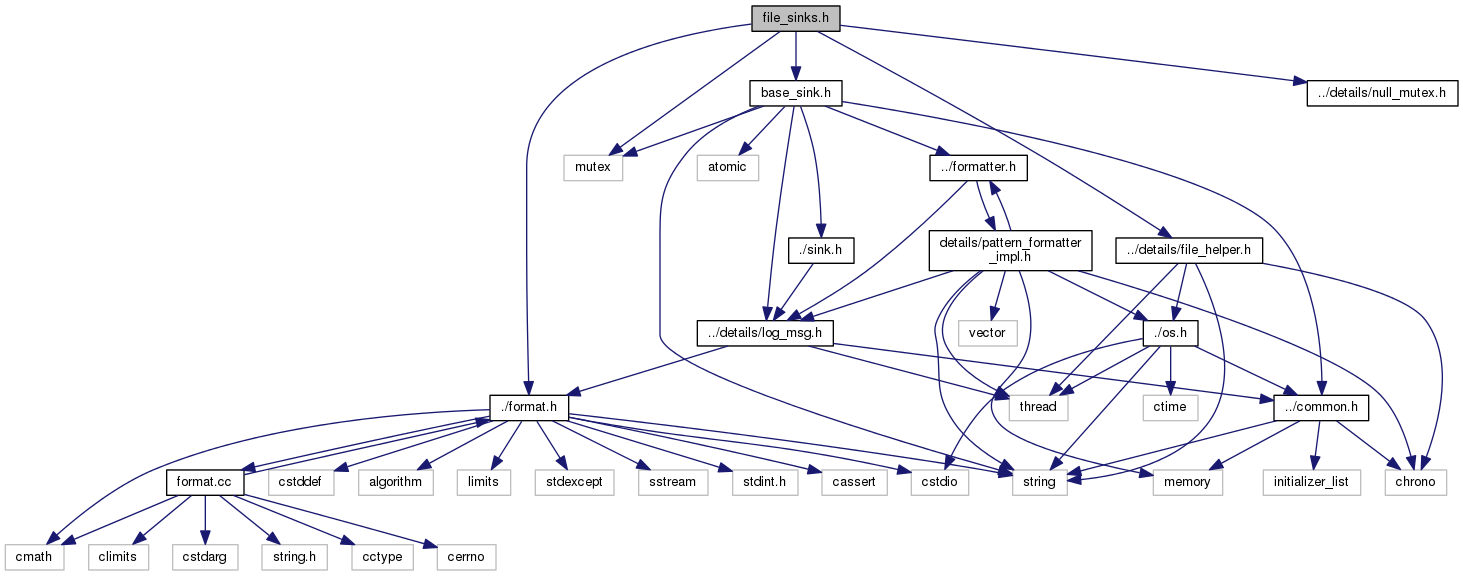 file_sinks.h
base_sink.h
../details/null_mutex.h
mutex
atomic
../formatter.h
./sink.h
details/pattern_formatter
_impl.h
../details/file_helper.h
../details/log_msg.h
vector
./os.h
./format.h
thread
ctime
../common.h
format.cc
cstddef
algorithm
limits
stdexcept
sstream
stdint.h
cassert
cstdio
string
memory
initializer_list
chrono
cmath
climits
cstdarg
string.h
cctype
cerrno